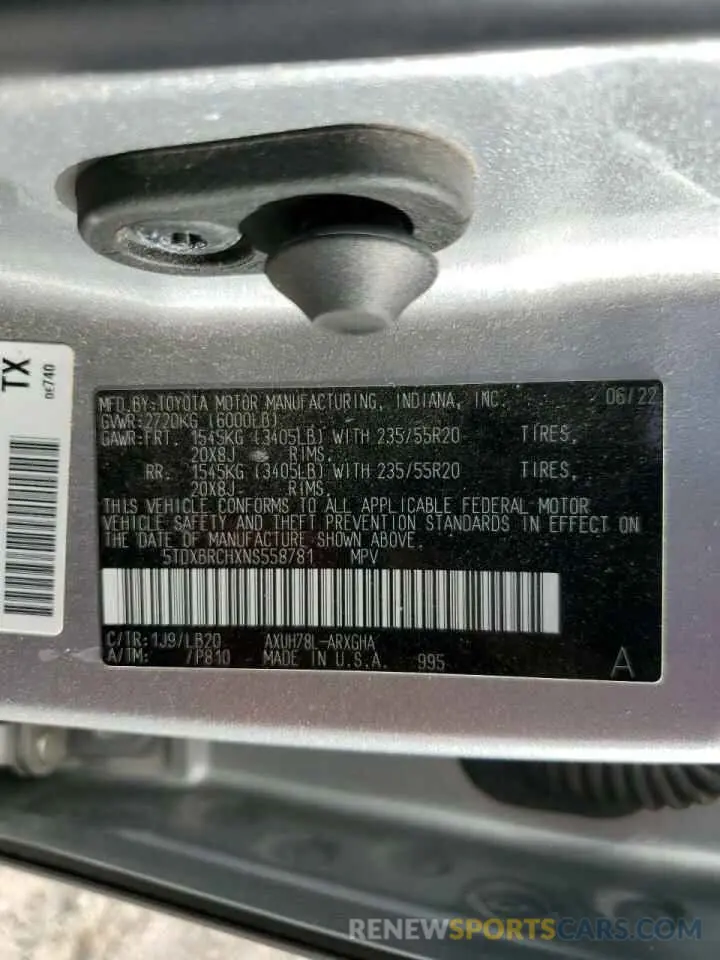 TX
DE740
MFD.BY:TOYOTA MOTOR MANUFACTURING, INDIANA, INC. 06/22
GVWR:2720KG (6000LB)
GAWR:FRT. 1545KG (3405LB) WITH 235/55R20 TIRES,
20X8J RIMS.
RR. 1545KG (3405LB) WITH 235/55R20 TIRES,
20X8J RIMS.
THIS VEHICLE CONFORMS TO ALL APPLICABLE FEDERAL MOTOR
VEHICLE SAFETY AND THEFT PREVENTION STANDARDS IN EFFECT ON
THE DATE OF MANUFACTURE SHOWN ABOVE.
5TDXBRCHXNS558781 MPV
C/TR:1J9/LB20 AXUH78L-ARXGHA
A/TM: /P810 MADE IN U.S.A. 995 A
RENEWSPORTSCARS.COM